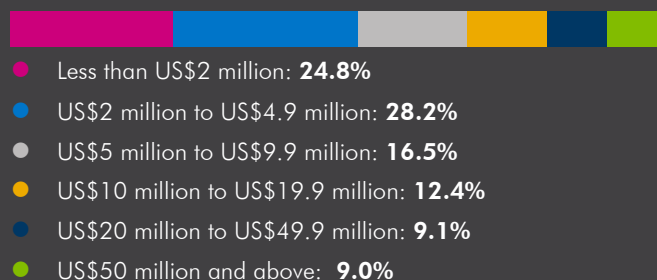 Less than US$2 million: 24.8%
US$2 million to US$4.9 million: 28.2%
US$5 million to US$9.9 million: 16.5%
US$10 million to US$19.9 million: 12.4%
US$20 million to US$49.9 million: 9.1%
US$50 million and above: 9.0%